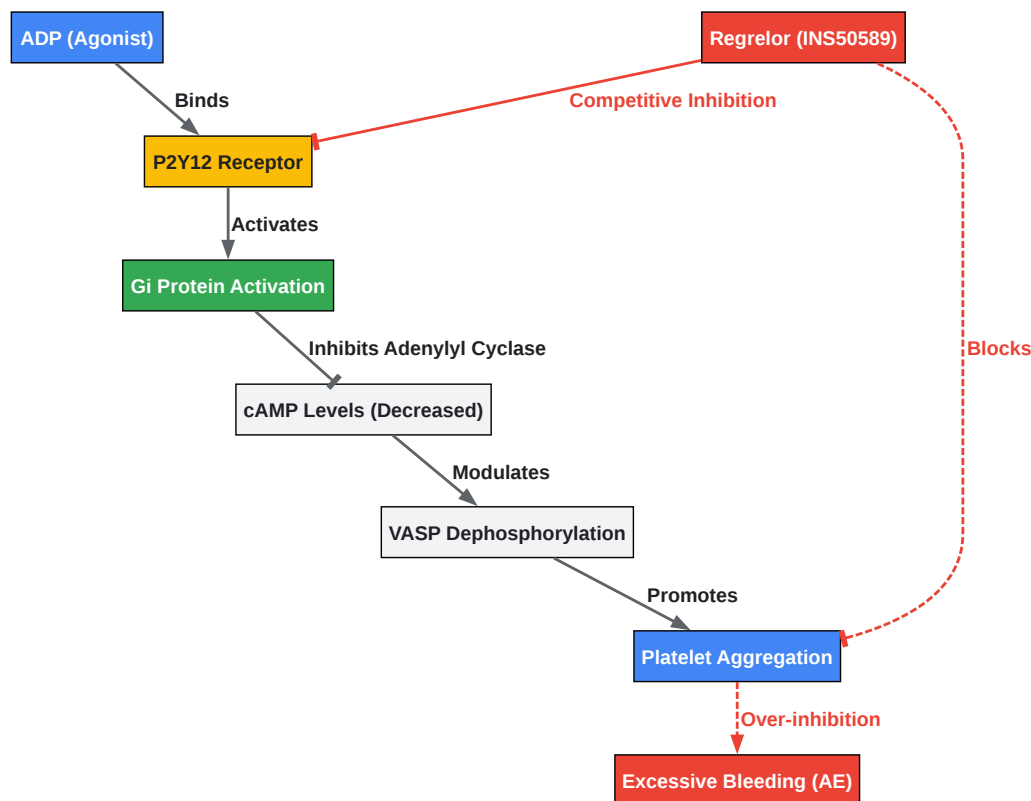 ADP (Agonist)
Regrelor (INS50589)
Binds
Competitive Inhibition
P2Y12 Receptor
Activates
Gi Protein Activation
Inhibits Adenylyl Cyclase
Blocks
cAMP Levels (Decreased)
Modulates
VASP Dephosphorylation
Promotes
Platelet Aggregation
Over-inhibition
Excessive Bleeding (AE)